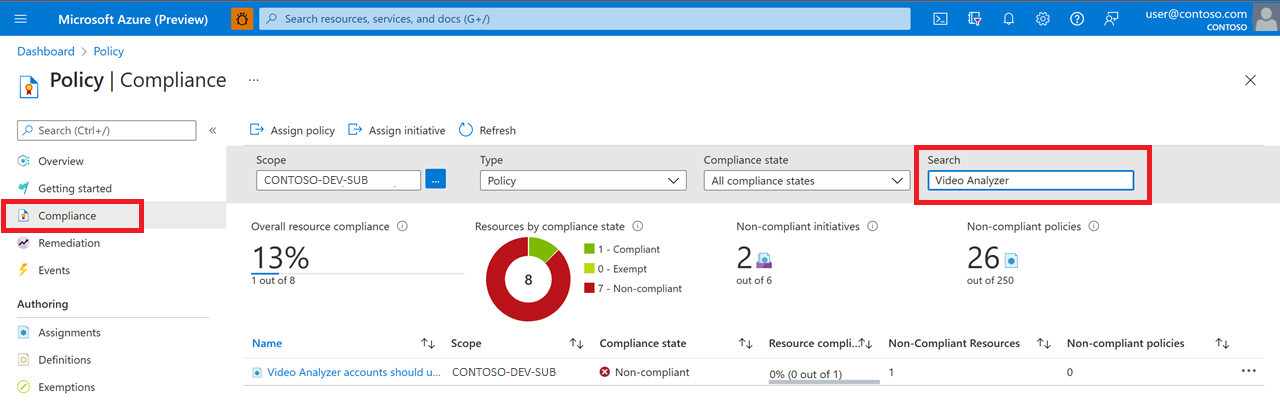 Microsoft Azure (Preview)
Search resources, services, and docs (G+/)
user@contoso.com
CONTOSO
Dashboard > Policy
Policy | Compliance ...
Search (Ctrl+/) «
Overview
Getting started
Compliance
Remediation
Events
Authoring
Assignments
Definitions
Exemptions
Assign policy Assign initiative Refresh
Scope Type Compliance state Search
CONTOSO-DEV-SUB ... Policy All compliance states Video Analyzer
Overall resource compliance
13%
1 out of 8
Resources by compliance state
8
1 - Compliant
0 - Exempt
7 - Non-compliant
Non-compliant initiatives
2
out of 6
Non-compliant policies
26
out of 250
Name Scope Compliance state Resource compli... Non-Compliant Resources Non-compliant policies
Video Analyzer accounts should u... CONTOSO-DEV-SUB Non-compliant 0% (0 out of 1) 1 0 ...